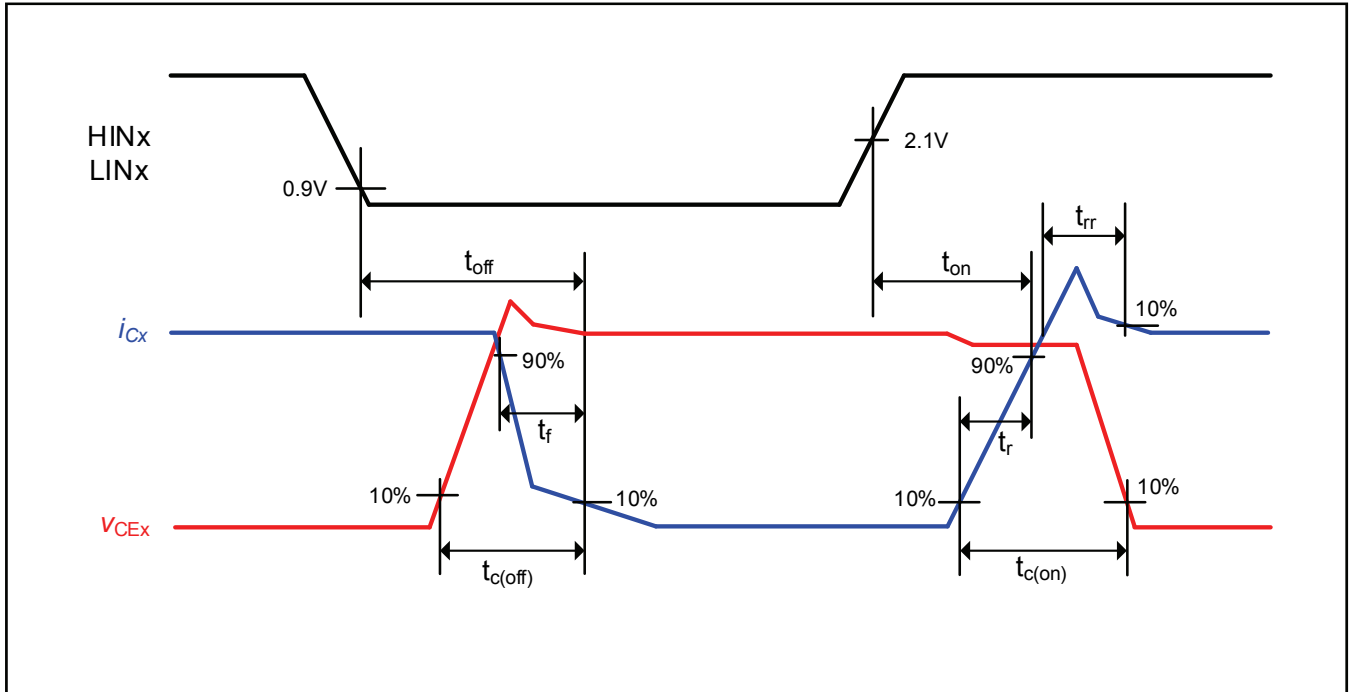 HINx
LINx
0.9V
2.1V
trr
toff
ton
iCx
10%
90%
90%
tf
tr
10%
10%
10%
10%
vCEx
tc(off)
tc(on)